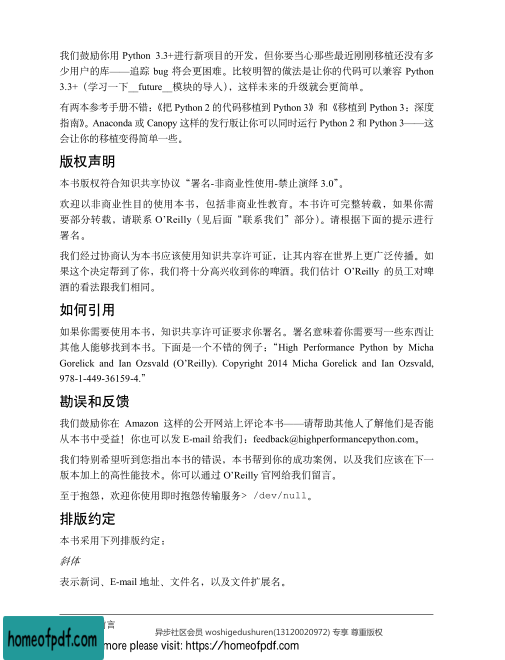 我们鼓励你用 Python 3.3+进行新项目的开发，但你要当心那些最近刚刚移植还没有多
少用户的库——追踪 bug 将会更困难。比较明智的做法是让你的代码可以兼容 Python
3.3+（学习一下__future__模块的导入），这样未来的升级就会更简单。
有两本参考手册不错：《把 Python 2 的代码移植到 Python 3》和《移植到 Python 3：深度
指南》。Anaconda 或 Canopy 这样的发行版让你可以同时运行 Python 2 和 Python 3——这
会让你的移植变得简单一些。
版权声明
本书版权符合知识共享协议“署名-非商业性使用-禁止演绎 3.0”。
欢迎以非商业性目的使用本书，包括非商业性教育。本书许可完整转载，如果你需
要部分转载，请联系 O’Reilly（见后面“联系我们”部分）。请根据下面的提示进行
署名。
我们经过协商认为本书应该使用知识共享许可证，让其内容在世界上更广泛传播。如
果这个决定帮到了你，我们将十分高兴收到你的啤酒。我们估计 O’Reilly 的员工对啤
酒的看法跟我们相同。
如何引用
如果你需要使用本书，知识共享许可证要求你署名。署名意味着你需要写一些东西让
其他人能够找到本书。下面是一个不错的例子：“High Performance Python by Micha
Gorelick and Ian Ozsvald (O’Reilly). Copyright 2014 Micha Gorelick and Ian Ozsvald,
978-1-449-36159-4.”
勘误和反馈
我们鼓励你在 Amazon 这样的公开网站上评论本书——请帮助其他人了解他们是否能
从本书中受益！你也可以发 E-mail 给我们：feedback@highperformancepython.com。
我们特别希望听到您指出本书的错误，本书帮到你的成功案例，以及我们应该在下一
版本加上的高性能技术。你可以通过 O’Reilly 官网给我们留言。
至于抱怨，欢迎你使用即时抱怨传输服务> /dev/null。
排版约定
本书采用下列排版约定：
斜体
表示新词、E-mail 地址、文件名，以及文件扩展名。
言
异步社区会员 woshigedushuren(13120020972) 专享 尊重版权
homeofpdf.com
more please visit: https://homeofpdf.com